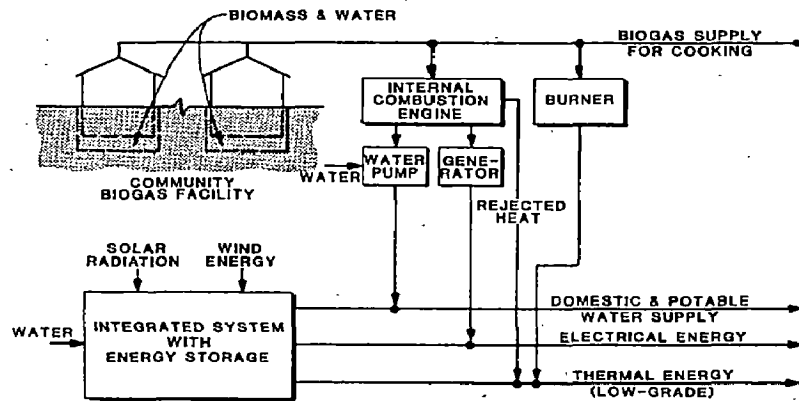 BIOMASS & WATER
BIOGAS SUPPLY
FOR COOKING
INTERNAL
COMBUSTION
ENGINE
BURNER
WATER
PUMP
GENE-
RATOR
WATER
COMMUNITY
BIOGAS FACILITY
REJECTED
HEAT
SOLAR
RADIATION
WIND
ENERGY
WATER
INTEGRATED SYSTEM
WITH
ENERGY STORAGE
DOMESTIC & POTABLE
WATER SUPPLY
ELECTRICAL ENERGY
THERMAL ENERGY
(LOW-GRADE)